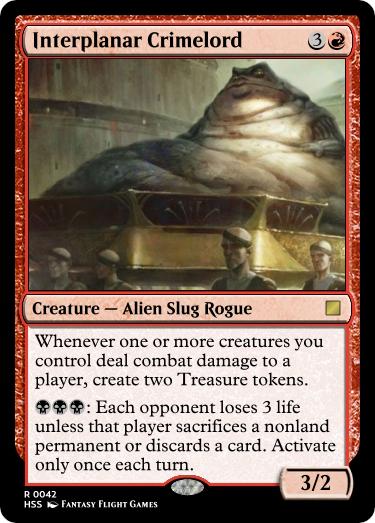 Interplanar Crimelord 3
Creature — Alien Slug Rogue
Whenever one or more creatures you
control deal combat damage to a
player, create two Treasure tokens.
: Each opponent loses 3 life
unless that player sacrifices a nonland
permanent or discards a card. Activate
only once each turn.
3/2
R 0042
HSS Fantasy Flight Games